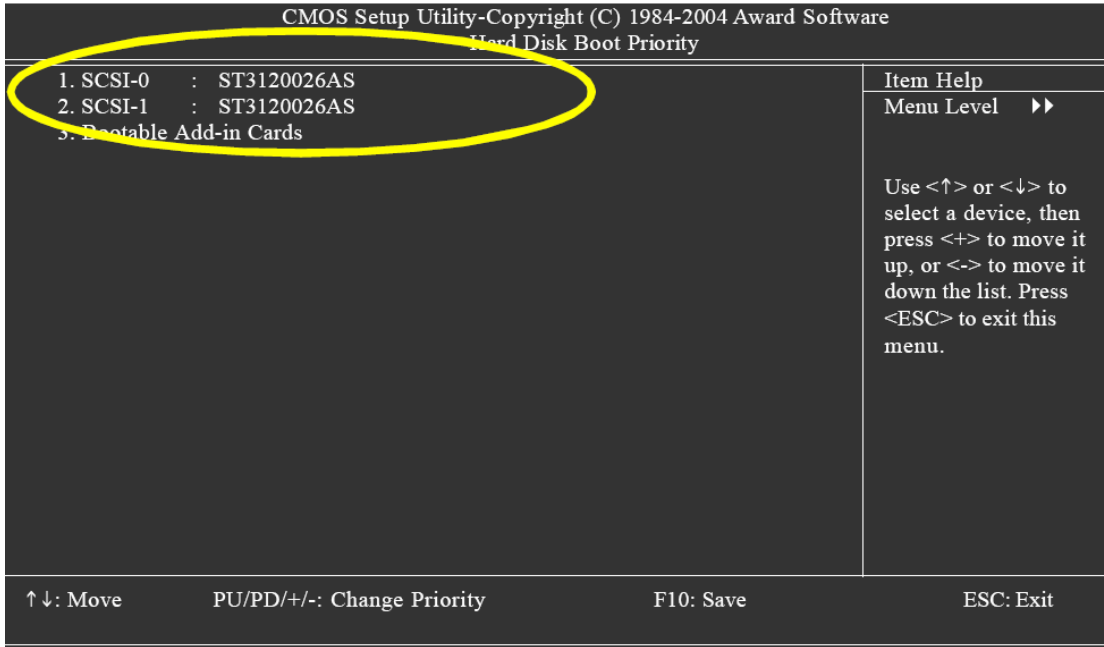 CMOS Setup Utility-Copyright (C) 1984-2004 Award Software
Hard Disk Boot Priority
1. SCSI-0 : ST3120026AS
2. SCSI-1 : ST3120026AS
3. Bootable Add-in Cards
Item Help
Menu Level ▸▸
Use <↑> or <↓> to
select a device, then
press <+> to move it
up, or <-> to move it
down the list. Press
<ESC> to exit this
menu.
↑↓: Move PU/PD/+/-: Change Priority F10: Save ESC: Exit